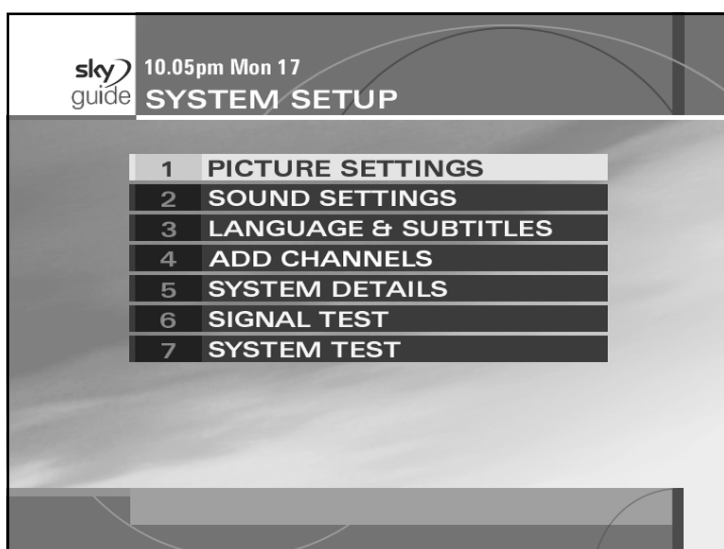 sky
guide
10.05pm Mon 17
SYSTEM SETUP
1 PICTURE SETTINGS
2 SOUND SETTINGS
3 LANGUAGE & SUBTITLES
4 ADD CHANNELS
5 SYSTEM DETAILS
6 SIGNAL TEST
7 SYSTEM TEST